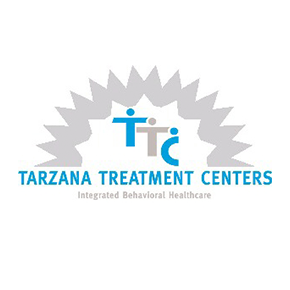 TTC
TARZANA TREATMENT CENTERS
Integrated Behavioral Healthcare